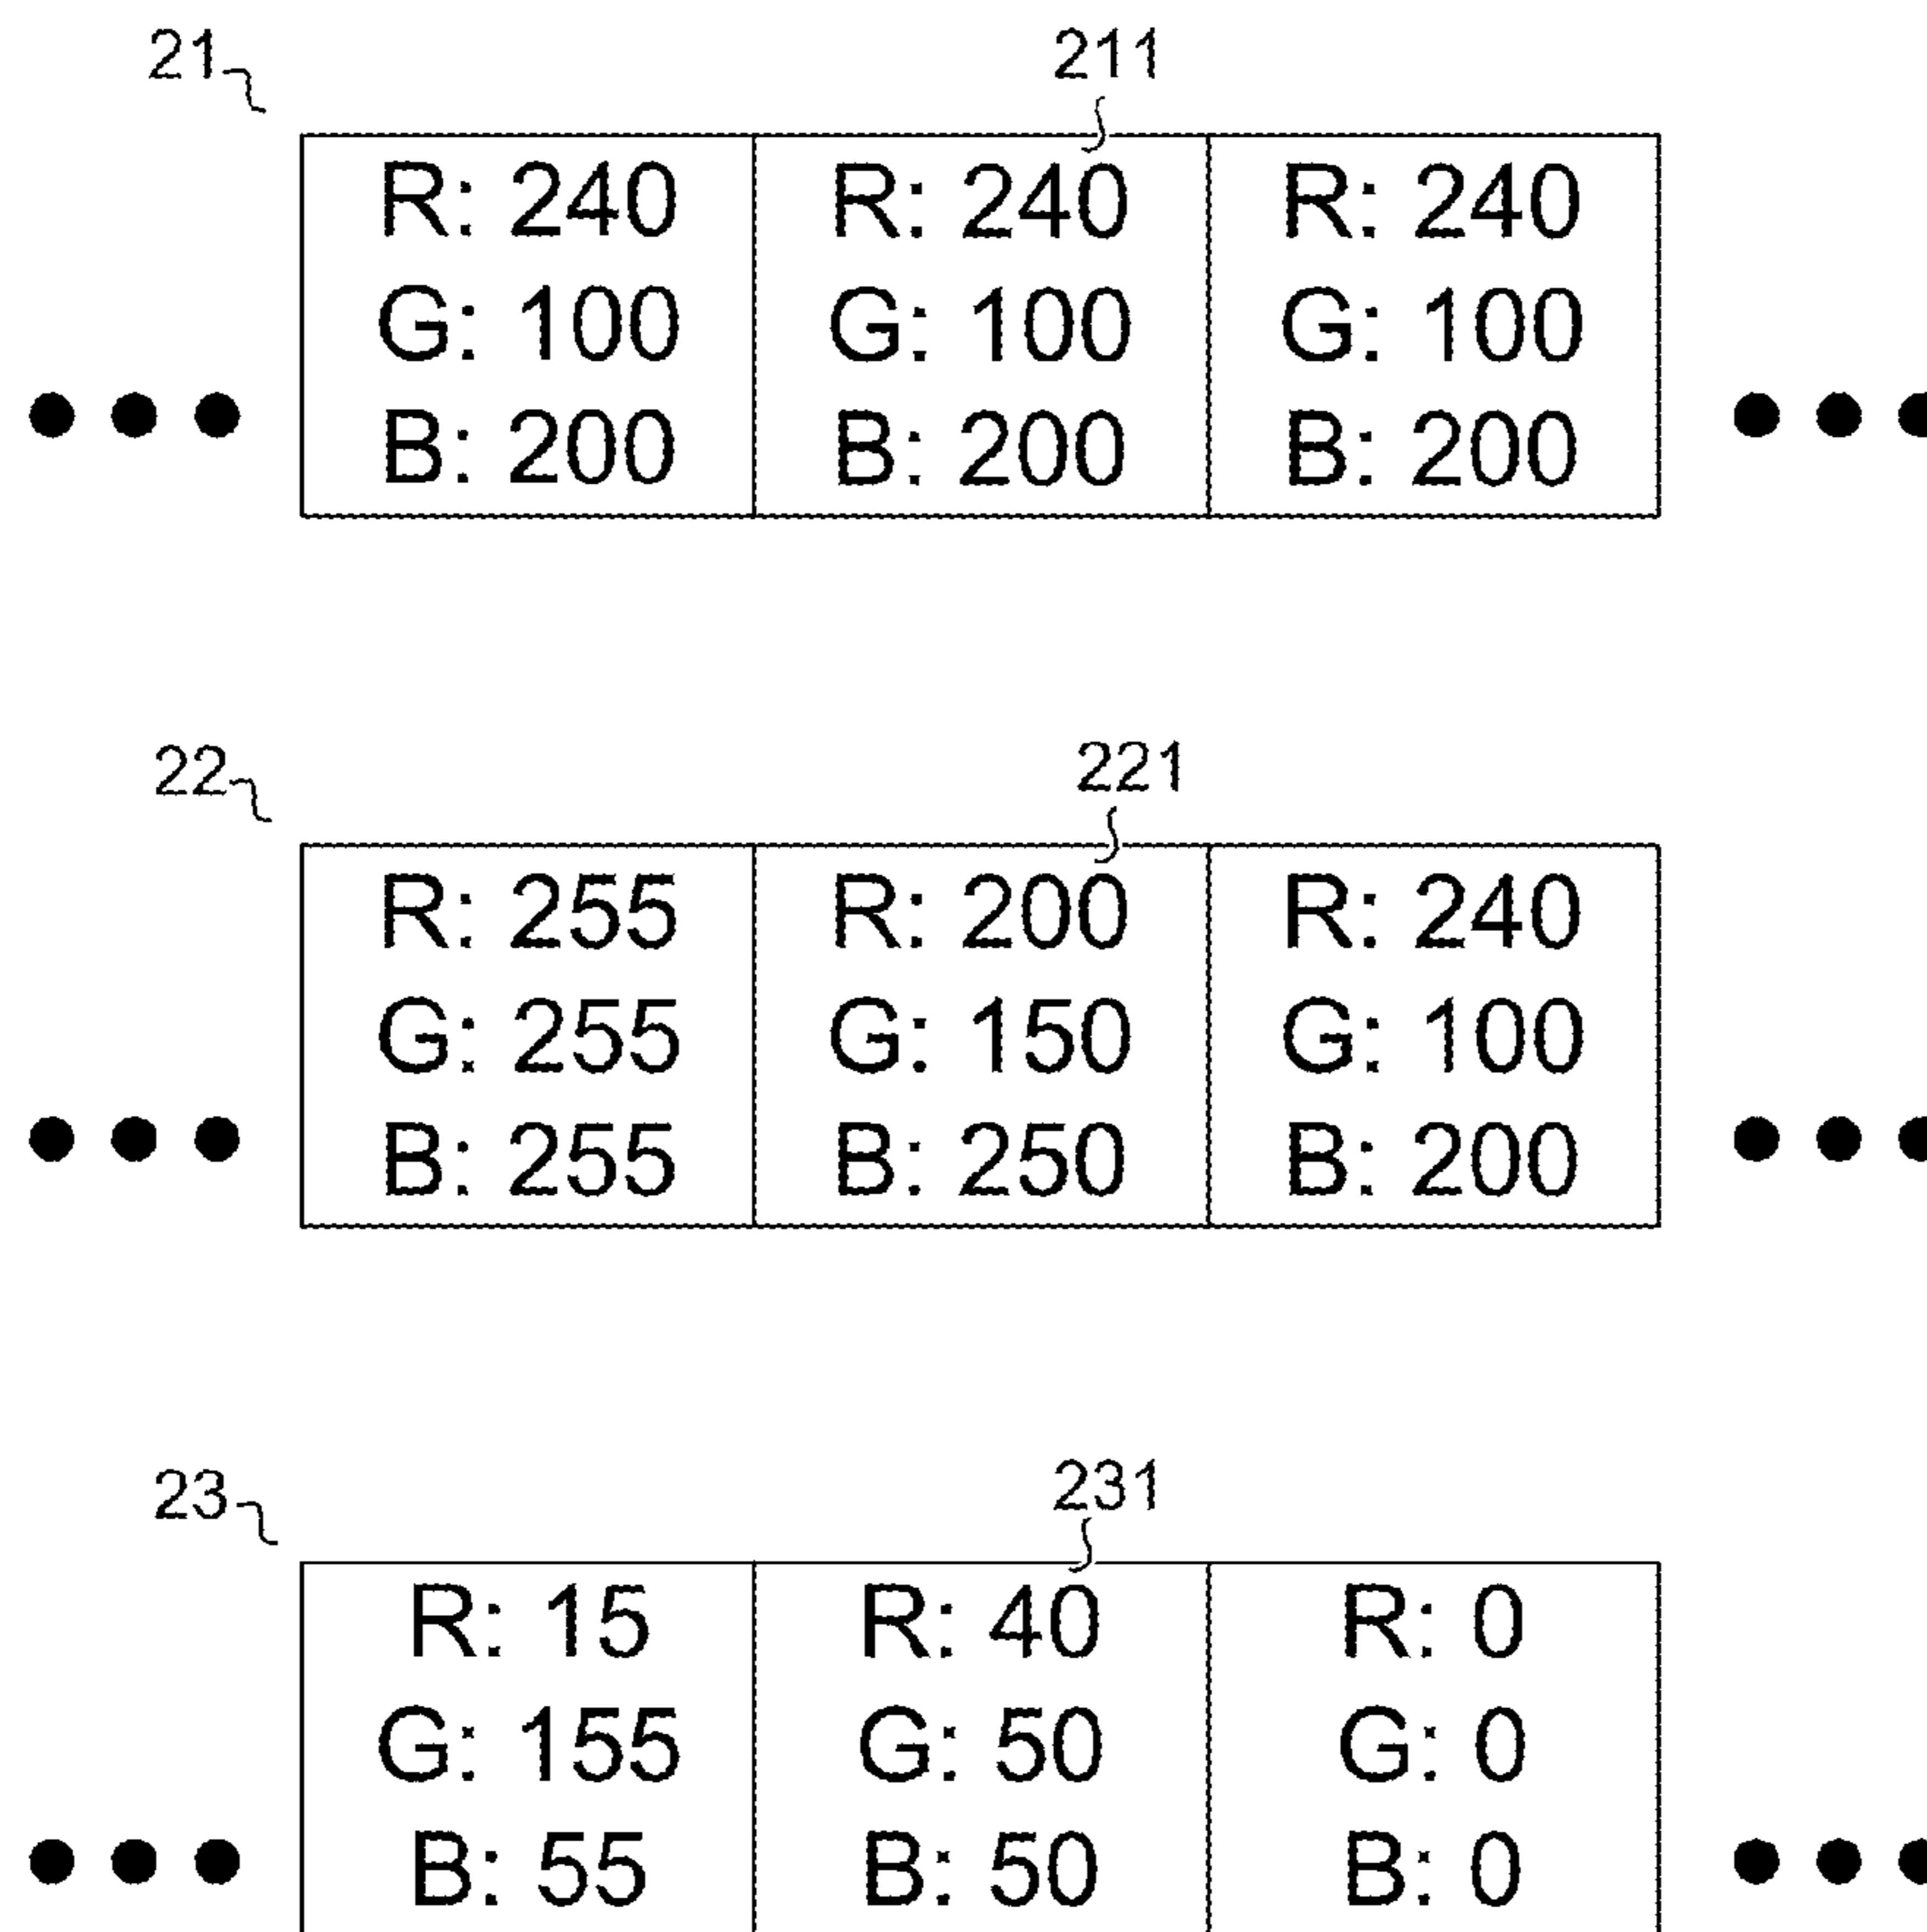 21 211
R: 240 R: 240 R: 240
G: 100 G: 100 G: 100
B: 200 B: 200 B: 200
22 221
R: 255 R: 200 R: 240
G: 255 G: 150 G: 100
B: 255 B: 250 B: 200
23 231
R: 15 R: 40 R: 0
G: 155 G: 50 G: 0
B: 55 B: 50 B: 0